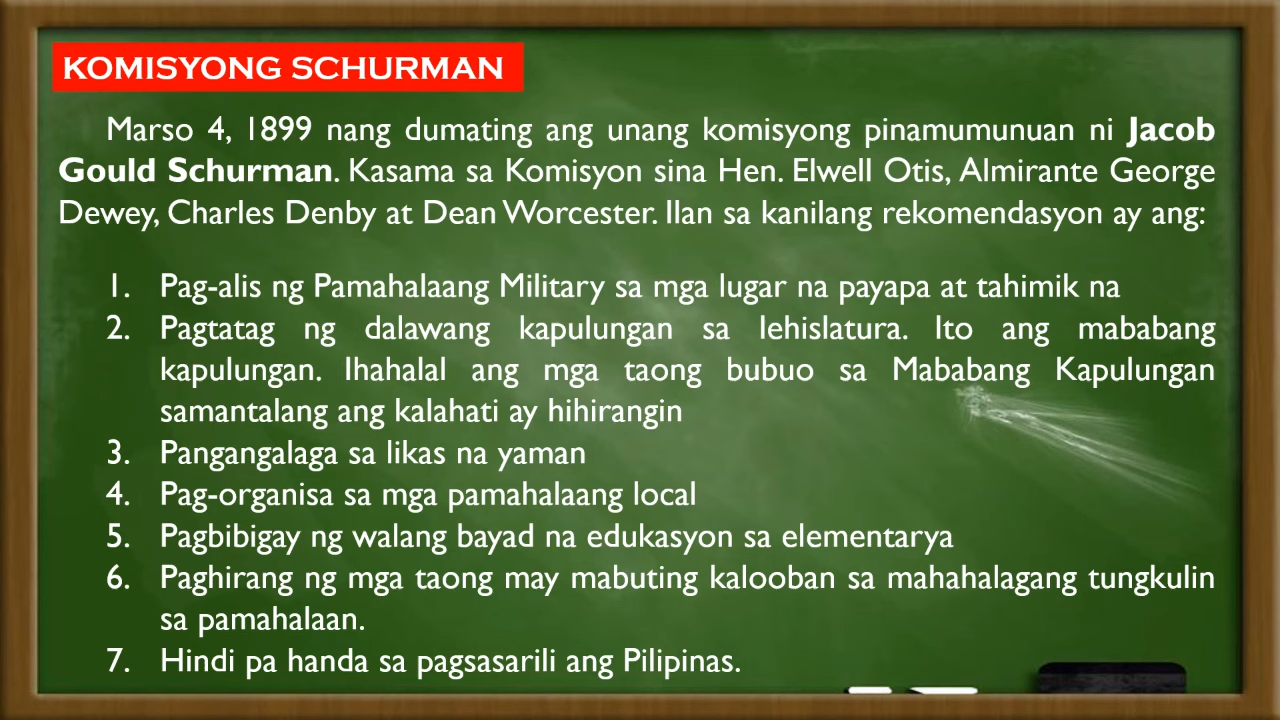 KOMISYONG SCHURMAN
Marso 4, 1899 nang dumating ang unang komisyong pinamumunuan ni Jacob
Gould Schurman. Kasama sa Komisyon sina Hen. Elwell Otis, Almirante George
Dewey, Charles Denby at Dean Worcester. Ilan sa kanilang rekomendasyon ay ang:
1. Pag-alis ng Pamahalaang Military sa mga lugar na payapa at tahimik na
2. Pagtatag ng dalawang kapulungan sa lehislatura. Ito ang mababang
kapulungan. Ihahalal ang mga taong bubuo sa Mababang Kapulungan
samantalang ang kalahati ay hihirangin
3. Pangangalaga sa likas na yaman
4. Pag-organisa sa mga pamahalaang local
5. Pagbibigay ng walang bayad na edukasyon sa elementarya
6. Paghirang ng mga taong may mabuting kalooban sa mahahalagang tungkulin
sa pamahalaan.
7. Hindi pa handa sa pagsasarili ang Pilipinas.